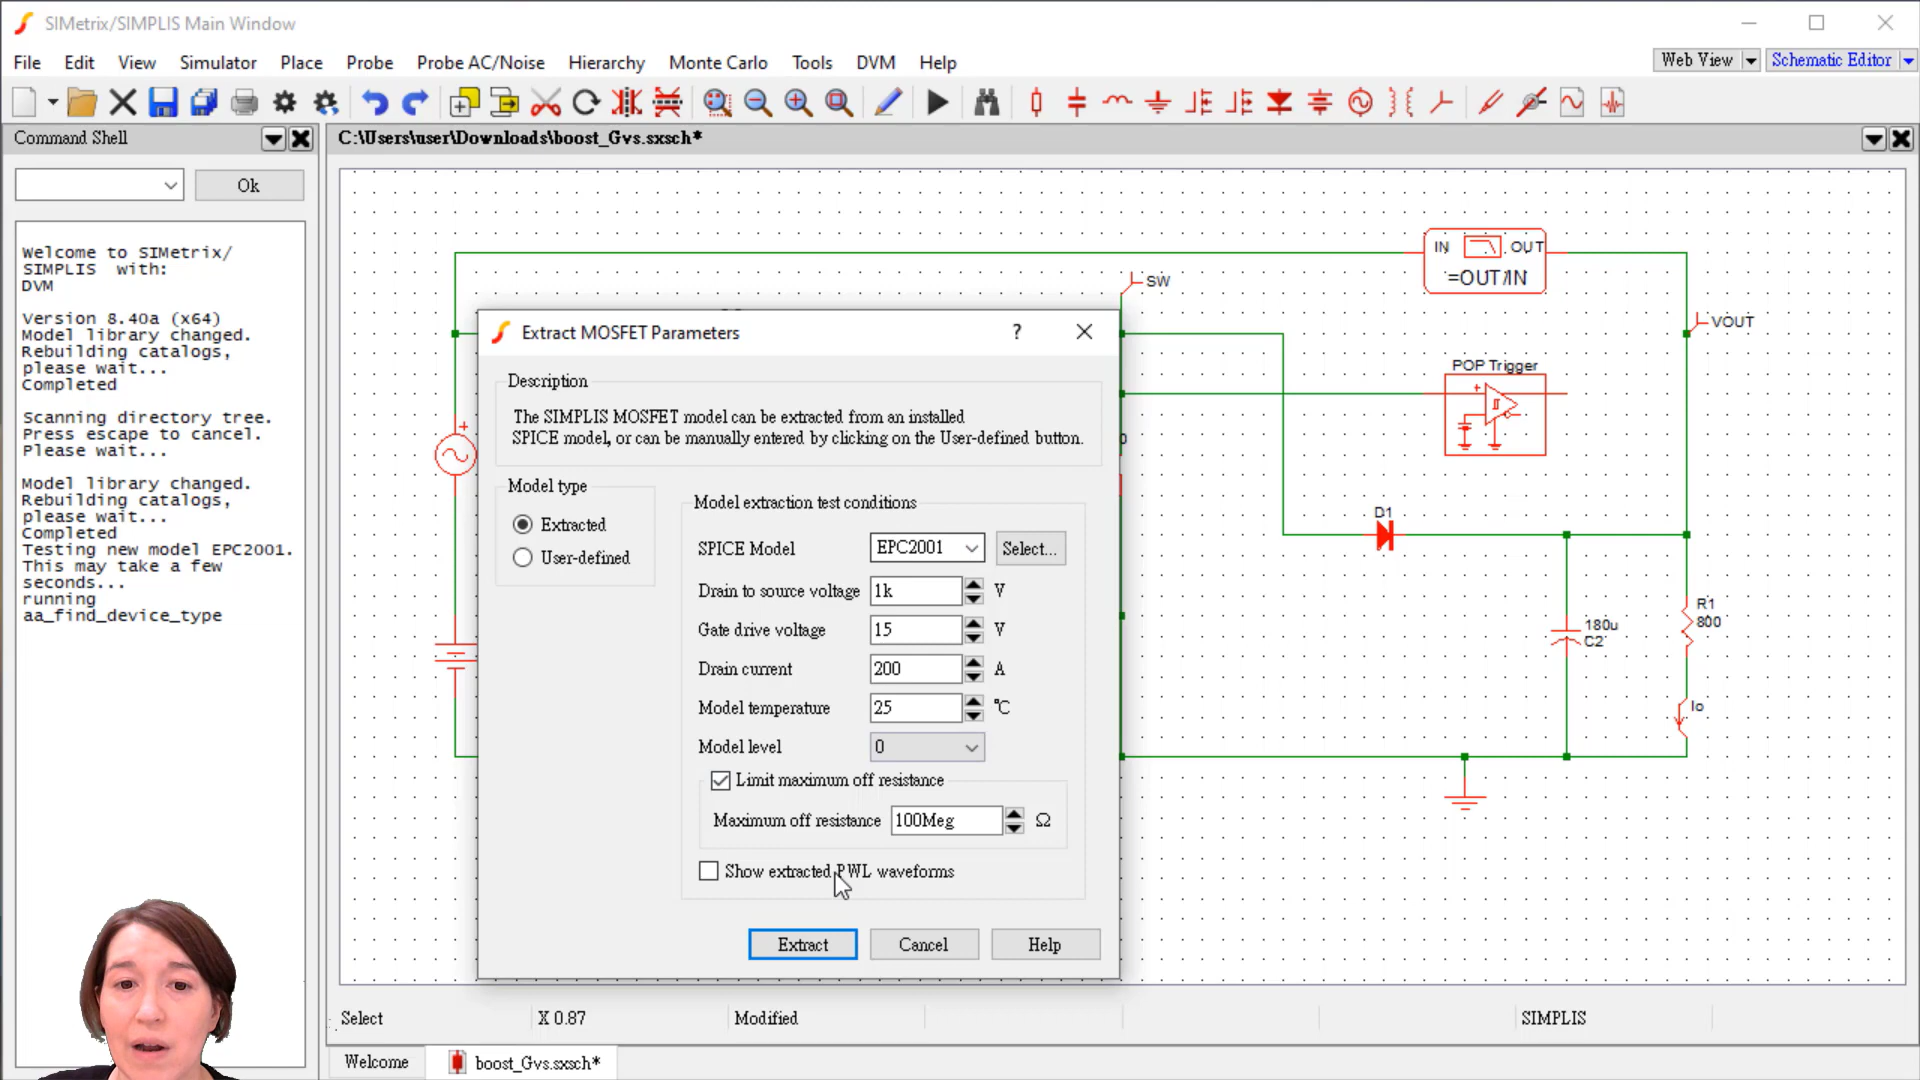 SIMetrix/SIMPLIS Main Window
File Edit View Simulator Place Probe Probe AC/Noise Hierarchy Monte Carlo Tools DVM Help
Web View Schematic Editor
Command Shell
C:\Users\user\Downloads\boost_Gvs.sxsch*
Ok
Welcome to SIMetrix/
SIMPLIS with:
DVM
Version 8.40a (x64)
Model library changed.
Rebuilding catalogs,
please wait...
Completed
Scanning directory tree.
Press escape to cancel.
Please wait...
Model library changed.
Rebuilding catalogs,
please wait...
Completed
Testing new model EPC2001.
This may take a few
seconds...
running
aa_find_device_type
IN OUT
=OUT/IN
SW
VOUT
POP Trigger
D1
R1
800
180u
C2
Io
Extract MOSFET Parameters
?
Description
The SIMPLIS MOSFET model can be extracted from an installed
SPICE model, or can be manually entered by clicking on the User-defined button.
Model type
Extracted
User-defined
Model extraction test conditions
SPICE Model EPC2001 Select...
Drain to source voltage 1k V
Gate drive voltage 15 V
Drain current 200 A
Model temperature 25 °C
Model level 0
Limit maximum off resistance
Maximum off resistance 100Meg Ω
Show extracted PWL waveforms
Extract Cancel Help
Select X 0.87 Modified SIMPLIS
Welcome boost_Gvs.sxsch*